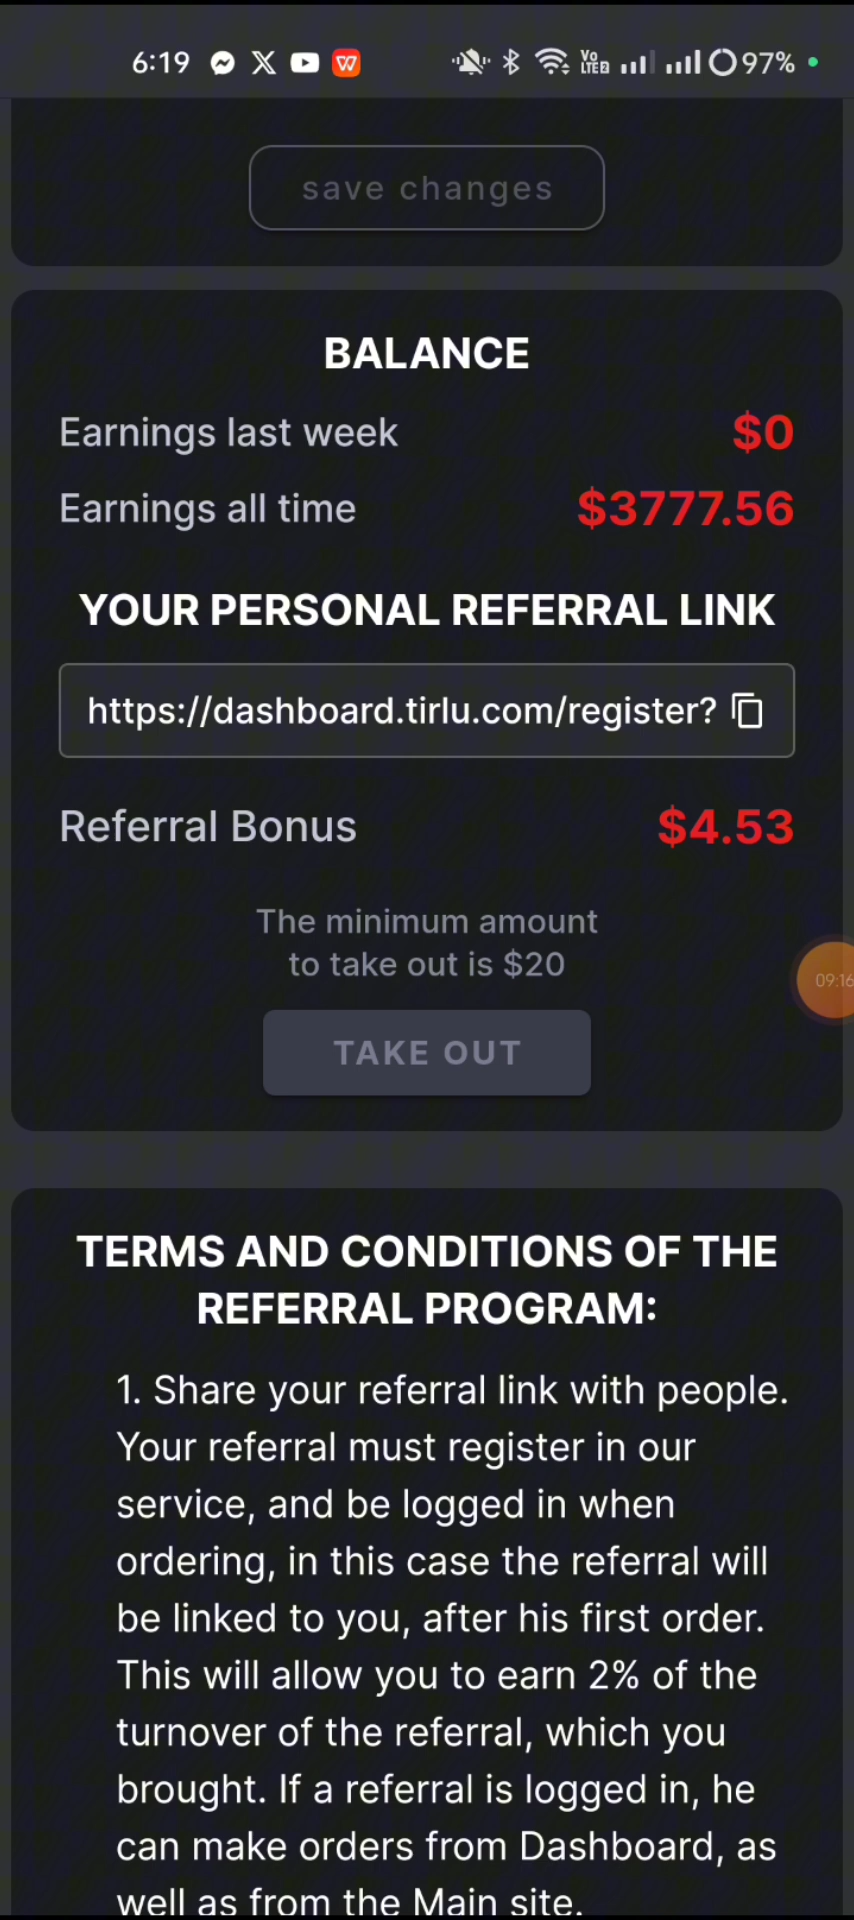 6:19
Vo
LTE2
97%
save changes
BALANCE
Earnings last week $0
Earnings all time $3777.56
YOUR PERSONAL REFERRAL LINK
https://dashboard.tirlu.com/register?
Referral Bonus $4.53
The minimum amount
to take out is $20
09:16
TAKE OUT
TERMS AND CONDITIONS OF THE
REFERRAL PROGRAM:
1. Share your referral link with people.
Your referral must register in our
service, and be logged in when
ordering, in this case the referral will
be linked to you, after his first order.
This will allow you to earn 2% of the
turnover of the referral, which you
brought. If a referral is logged in, he
can make orders from Dashboard, as
well as from the Main site.